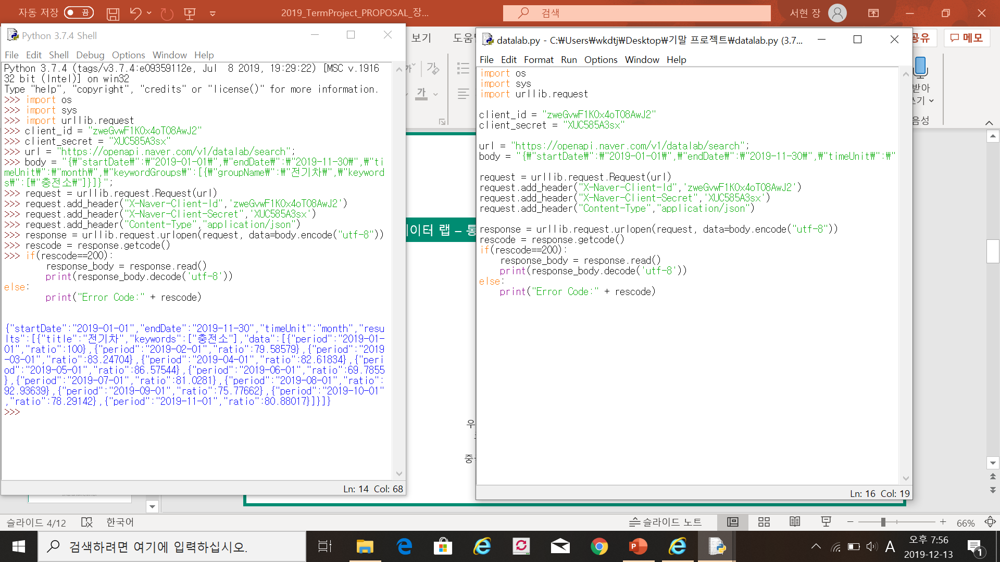 자동 저장 끔
2019_TermProject_PROPOSAL_장...
검색
서현 장
Python 3.7.4 Shell
File Edit Shell Debug Options Window Help
Python 3.7.4 (tags/v3.7.4:e09359112e, Jul  8 2019, 19:29:22) [MSC v.1916
32 bit (Intel)] on win32
Type "help", "copyright", "credits" or "license()" for more information.
>>> import os
>>> import sys
>>> import urllib.request
>>> client_id = "zweGvwF1K0x4oT08AwJ2"
>>> client_secret = "XUC585A3sx"
>>> url = "https://openapi.naver.com/v1/datalab/search";
>>> body = "{₩"startDate₩":₩"2019-01-01₩",₩"endDate₩":₩"2019-11-30₩",₩"ti
meUnit₩":₩"month₩",₩"keywordGroups₩":[{₩"groupName₩":₩"전기차₩",₩"keyword
s₩":[₩"충전소₩"]}]}";
>>> request = urllib.request.Request(url)
>>> request.add_header("X-Naver-Client-Id",'zweGvwF1K0x4oT08AwJ2')
>>> request.add_header("X-Naver-Client-Secret",'XUC585A3sx')
>>> request.add_header("Content-Type","application/json")
>>> response = urllib.request.urlopen(request, data=body.encode("utf-8"))
>>> rescode = response.getcode()
>>> if(rescode==200):
        response_body = response.read()
        print(response_body.decode('utf-8'))
else:
        print("Error Code:" + rescode)
{"startDate":"2019-01-01","endDate":"2019-11-30","timeUnit":"month","resu
lts":[{"title":"전기차","keywords":["충전소"],"data":[{"period":"2019-01-
01","ratio":100},{"period":"2019-02-01","ratio":79.58579},{"period":"2019
-03-01","ratio":83.24704},{"period":"2019-04-01","ratio":82.61834},{"peri
od":"2019-05-01","ratio":86.57544},{"period":"2019-06-01","ratio":69.7855
},{"period":"2019-07-01","ratio":81.0281},{"period":"2019-08-01","ratio":
92.93639},{"period":"2019-09-01","ratio":75.77662},{"period":"2019-10-01"
,"ratio":78.29142},{"period":"2019-11-01","ratio":80.88017}]}]}
>>>
Ln: 14 Col: 68
보기 도움
가
이터 랩 – 통
우
중
datalab.py - C:₩Users₩wkdtj₩Desktop₩기말 프로젝트₩datalab.py (3.7...
File Edit Format Run Options Window Help
import os
import sys
import urllib.request
client_id = "zweGvwF1K0x4oT08AwJ2"
client_secret = "XUC585A3sx"
url = "https://openapi.naver.com/v1/datalab/search";
body = "{₩"startDate₩":₩"2019-01-01₩",₩"endDate₩":₩"2019-11-30₩",₩"timeUnit₩":₩"
request = urllib.request.Request(url)
request.add_header("X-Naver-Client-Id",'zweGvwF1K0x4oT08AwJ2')
request.add_header("X-Naver-Client-Secret",'XUC585A3sx')
request.add_header("Content-Type","application/json")
response = urllib.request.urlopen(request, data=body.encode("utf-8"))
rescode = response.getcode()
if(rescode==200):
    response_body = response.read()
    print(response_body.decode('utf-8'))
else:
    print("Error Code:" + rescode)
Ln: 16 Col: 19
공유 메모
받아
쓰기
음성
슬라이드 4/12 한국어
슬라이드 노트
66%
검색하려면 여기에 입력하십시오.
A
오후 7:56
2019-12-13
1